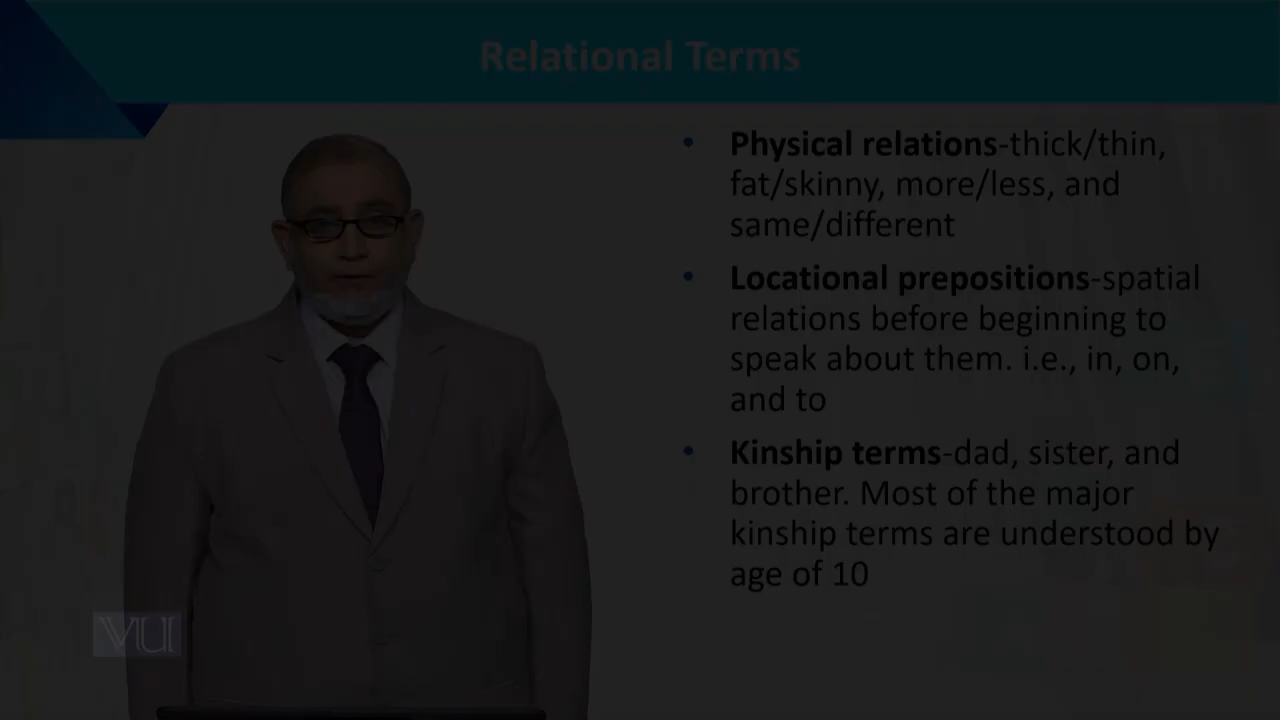 Relational Terms
• Physical relations-thick/thin,
fat/skinny, more/less, and
same/different
• Locational prepositions-spatial
relations before beginning to
speak about them. i.e., in, on,
and to
• Kinship terms-dad, sister, and
brother. Most of the major
kinship terms are understood by
age of 10
VU